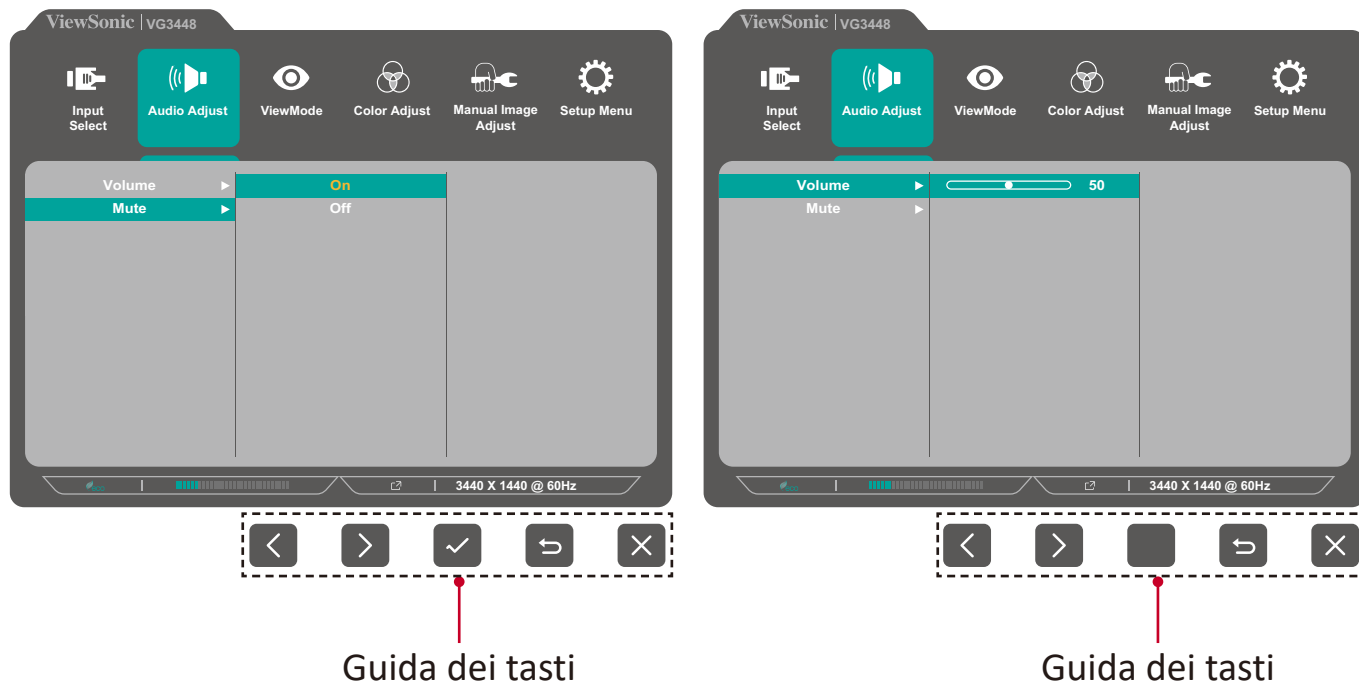 ViewSonic VG3448
Input Select
Audio Adjust
ViewMode
Color Adjust
Manual Image Adjust
Setup Menu
Volume
On
Mute
Off
eco
3440 X 1440 @ 60Hz
Guida dei tasti
ViewSonic VG3448
Input Select
Audio Adjust
ViewMode
Color Adjust
Manual Image Adjust
Setup Menu
Volume 50
Mute
eco
3440 X 1440 @ 60Hz
Guida dei tasti